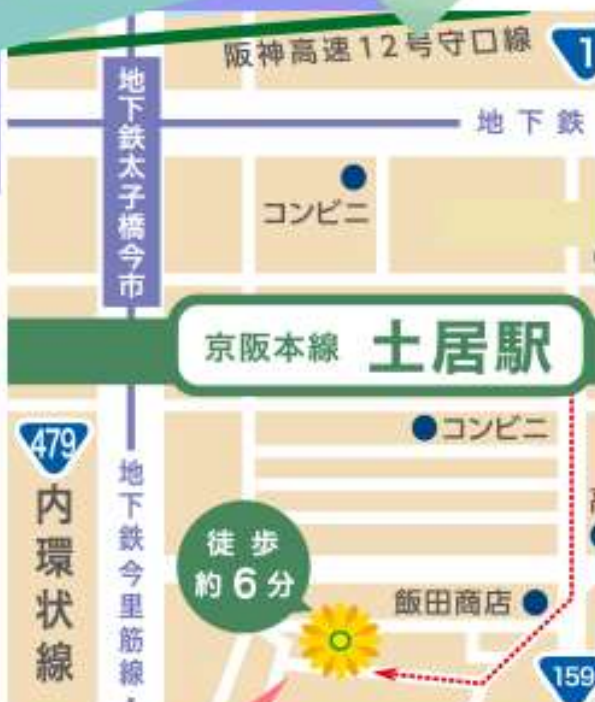 阪神高速12号守口線
1
地下鉄太子橋今市
地下鉄
コンビニ
京阪本線 土居駅
コンビニ
479
内環状線
地下鉄今里筋線
徒歩
約6分
飯田商店
159